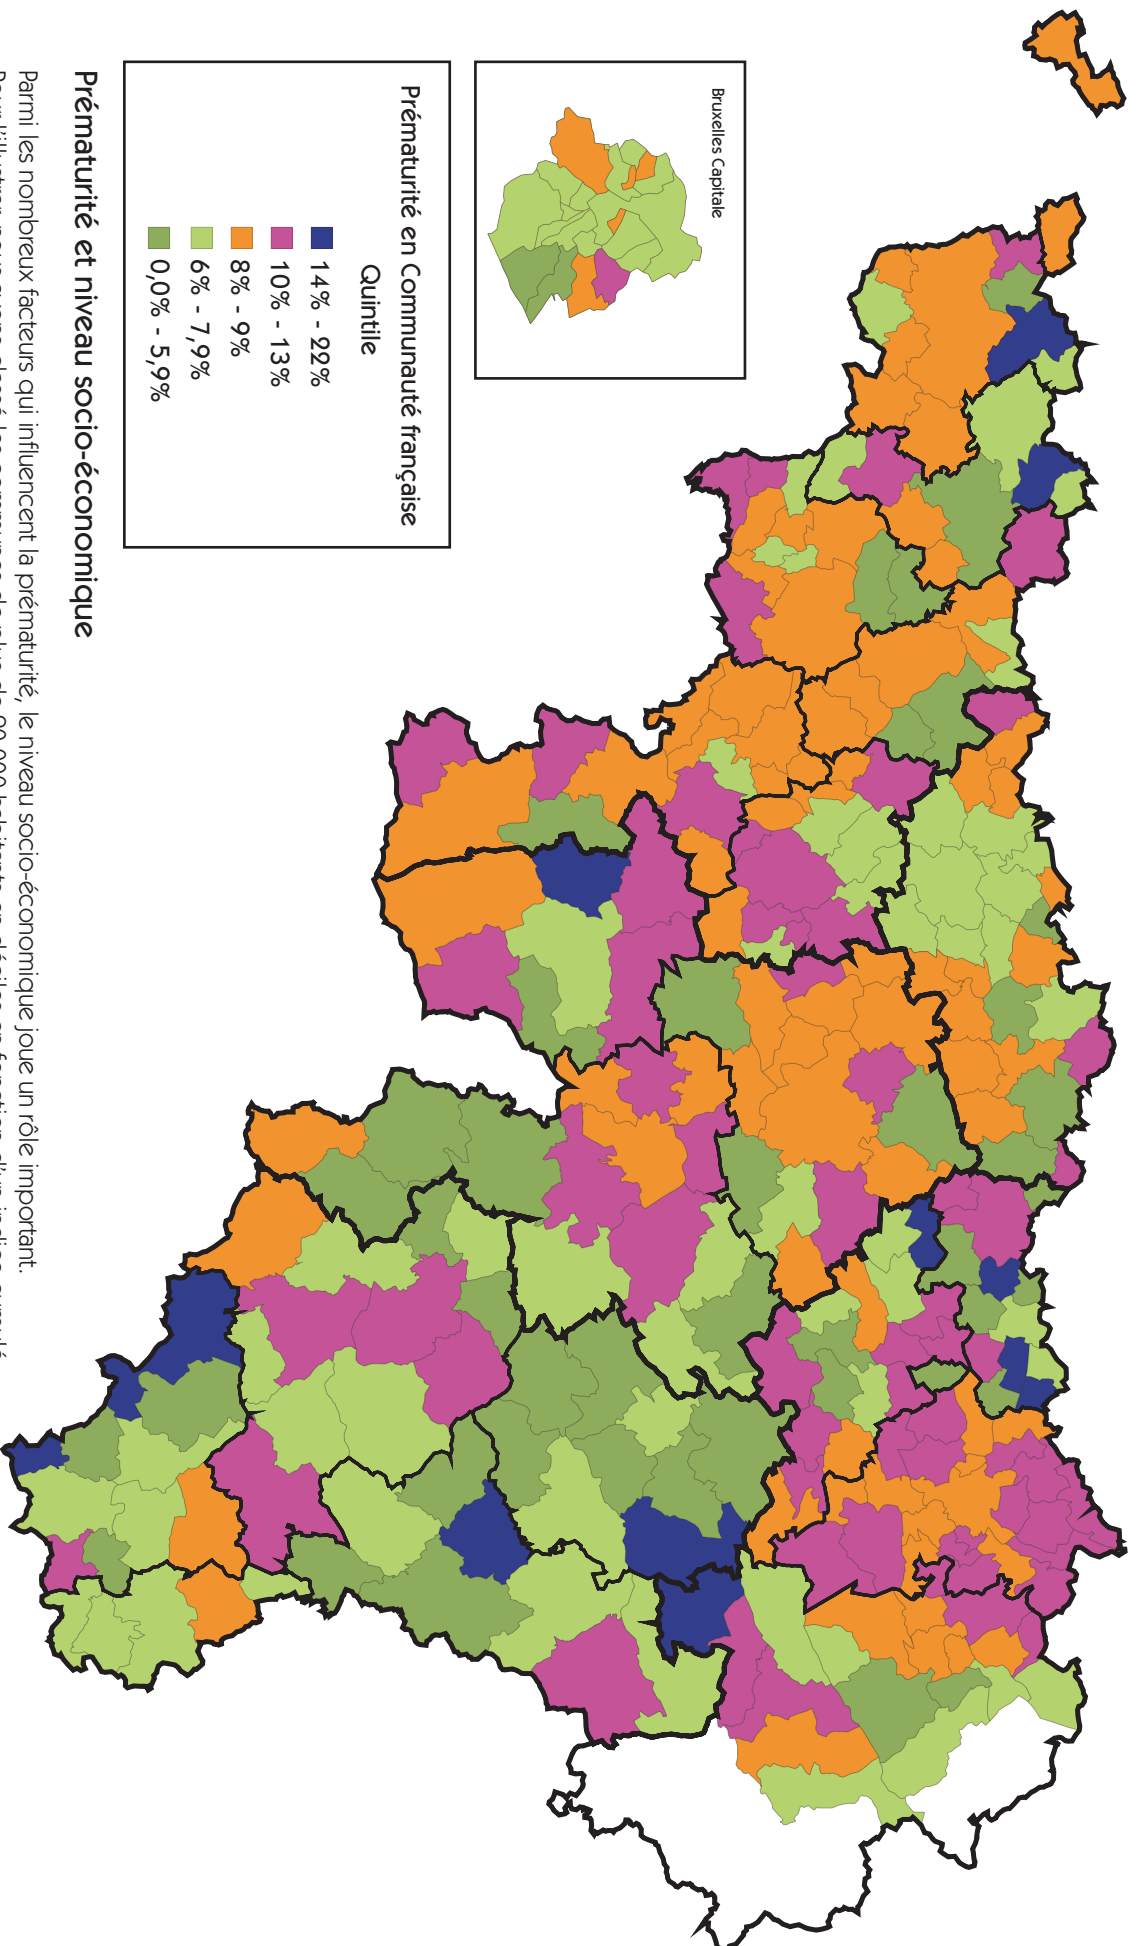 Bruxelles Capitale
Prématurité en Communauté française
Quintile
14% - 22%
10% - 13%
8% - 9%
6% - 7,9%
0,0% - 5,9%
Prématurité et niveau socio-économique
Parmi les nombreux facteurs qui influencent la prématurité, le niveau socio-économique joue un rôle important.